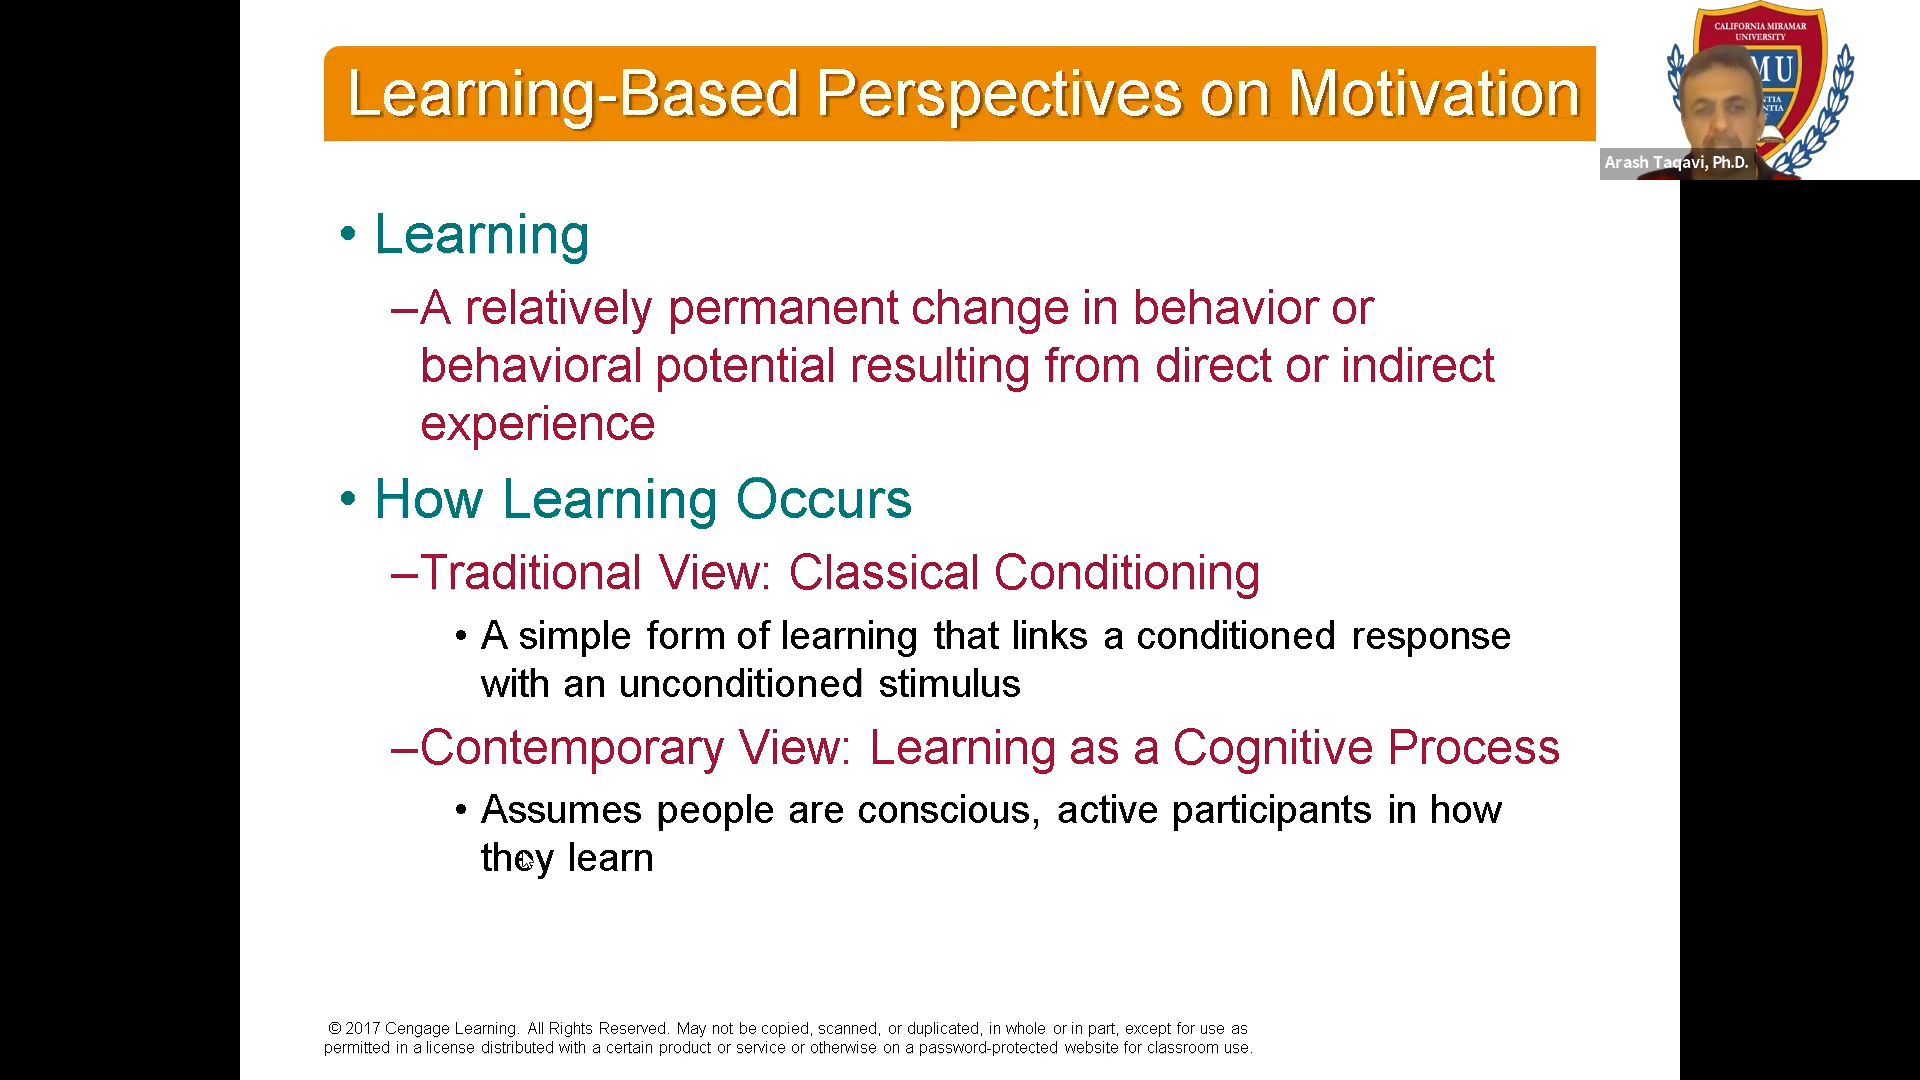 Learning-Based Perspectives on Motivation
CALIFORNIA MIRAMAR
UNIVERSITY
MU
Arash Taqavi, Ph.D.
• Learning
–A relatively permanent change in behavior or
behavioral potential resulting from direct or indirect
experience
• How Learning Occurs
–Traditional View: Classical Conditioning
• A simple form of learning that links a conditioned response
with an unconditioned stimulus
–Contemporary View: Learning as a Cognitive Process
• Assumes people are conscious, active participants in how
they learn
© 2017 Cengage Learning. All Rights Reserved. May not be copied, scanned, or duplicated, in whole or in part, except for use as
permitted in a license distributed with a certain product or service or otherwise on a password-protected website for classroom use.